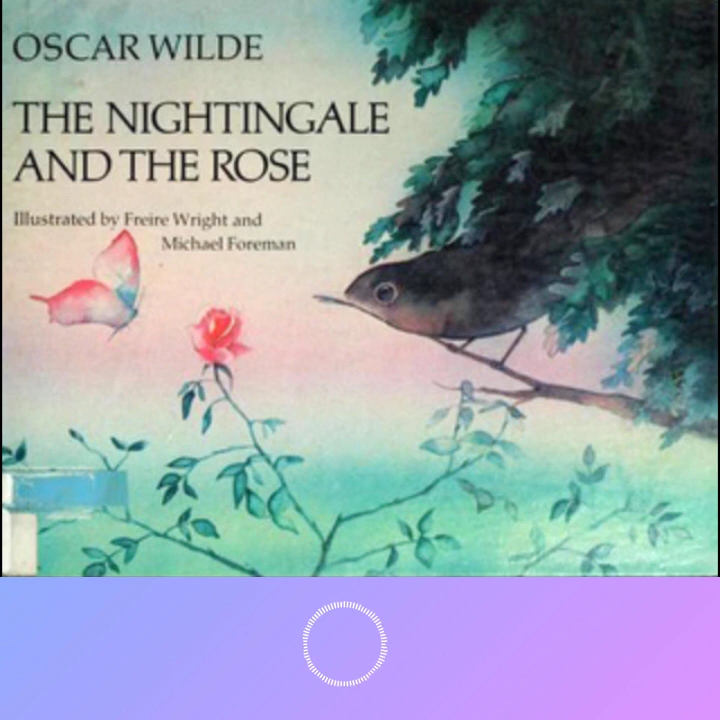 OSCAR WILDE
THE NIGHTINGALE
AND THE ROSE
Illustrated by Freire Wright and
Michael Foreman